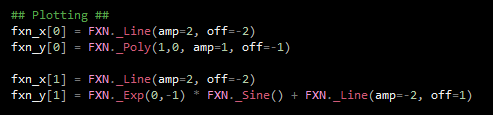 ## Plotting ##
fxn_x[0] = FXN._Line(amp=2, off=-2)
fxn_y[0] = FXN._Poly(1,0, amp=1, off=-1)
fxn_x[1] = FXN._Line(amp=2, off=-2)
fxn_y[1] = FXN._Exp(0,-1) * FXN._Sine() + FXN._Line(amp=-2, off=1)